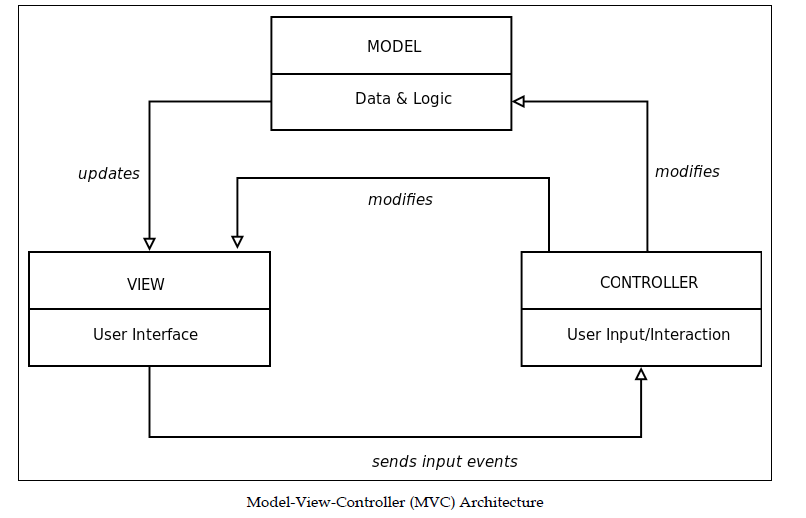 MODEL
Data & Logic
updates
modifies
modifies
VIEW
User Interface
CONTROLLER
User Input/Interaction
sends input events
Model-View-Controller (MVC) Architecture